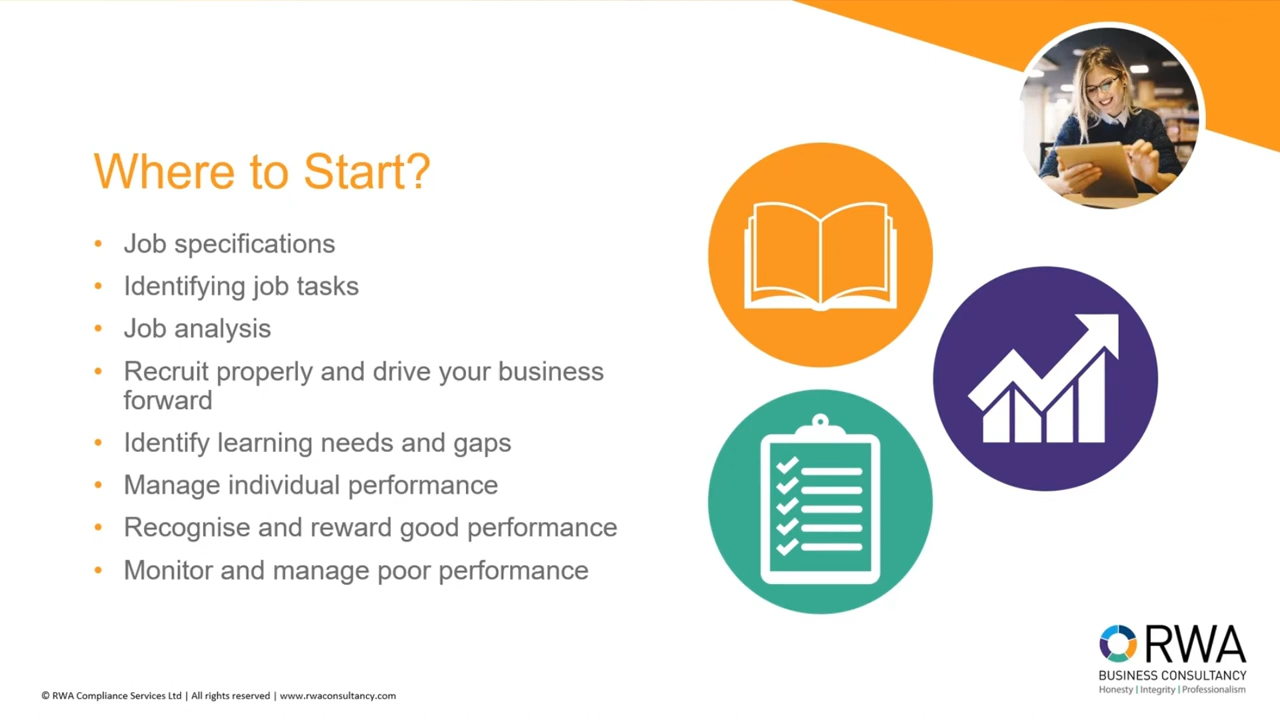 Where to Start?
• Job specifications
• Identifying job tasks
• Job analysis
• Recruit properly and drive your business
forward
• Identify learning needs and gaps
• Manage individual performance
• Recognise and reward good performance
• Monitor and manage poor performance
RWA
BUSINESS CONSULTANCY
Honesty | Integrity | Professionalism
© RWA Compliance Services Ltd | All rights reserved | www.rwaconsultancy.com